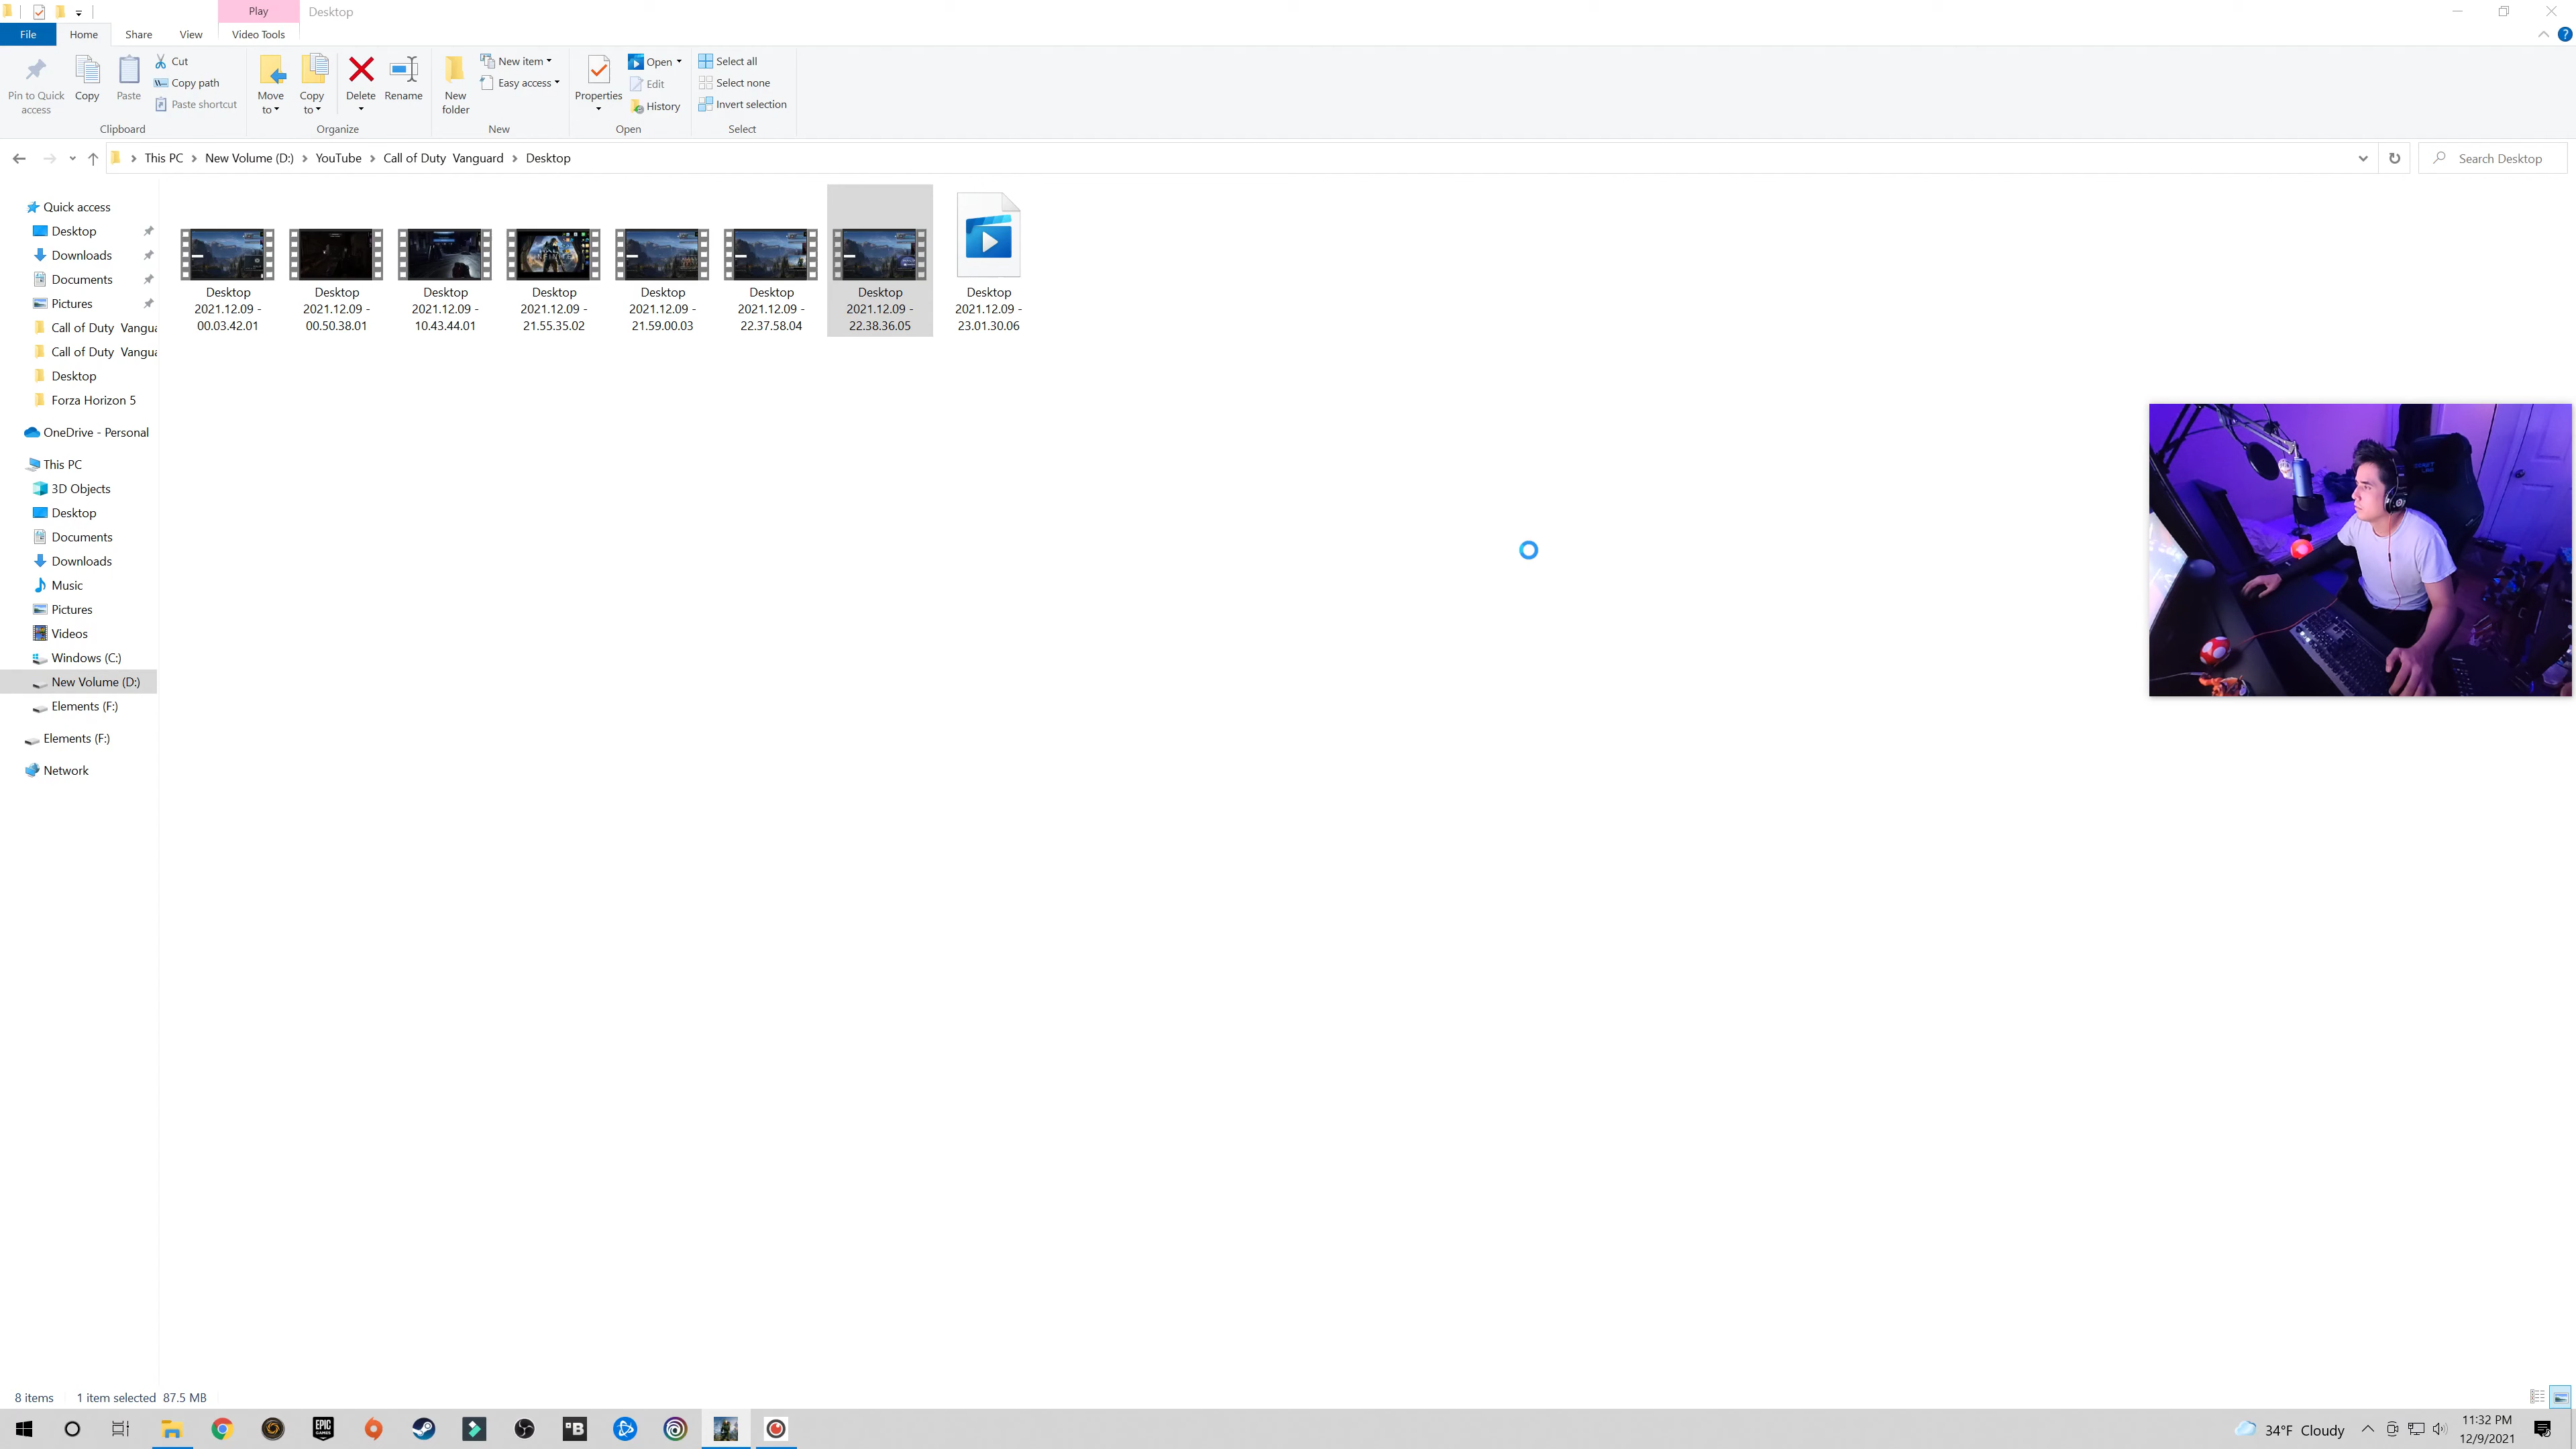 Play
Desktop
File
Home
Share
View
Video Tools
Pin to Quick
access
Copy
Paste
Cut
Copy path
Paste shortcut
Clipboard
Move
to
Copy
to
Delete
Rename
Organize
New
folder
New item
Easy access
New
Properties
Open
Edit
History
Open
Select all
Select none
Invert selection
Select
This PC
New Volume (D:)
YouTube
Call of Duty Vanguard
Desktop
Search Desktop
Quick access
Desktop
Downloads
Documents
Pictures
Call of Duty Vangua
Call of Duty Vangua
Desktop
Forza Horizon 5
OneDrive - Personal
This PC
3D Objects
Desktop
Documents
Downloads
Music
Pictures
Videos
Windows (C:)
New Volume (D:)
Elements (F:)
Elements (F:)
Network
Desktop
2021.12.09 -
00.03.42.01
Desktop
2021.12.09 -
00.50.38.01
Desktop
2021.12.09 -
10.43.44.01
Desktop
2021.12.09 -
21.55.35.02
Desktop
2021.12.09 -
21.59.00.03
Desktop
2021.12.09 -
22.37.58.04
Desktop
2021.12.09 -
22.38.36.05
Desktop
2021.12.09 -
23.01.30.06
8 items
1 item selected 87.5 MB
EPIC
GAMES
B
34°F Cloudy
11:32 PM
12/9/2021